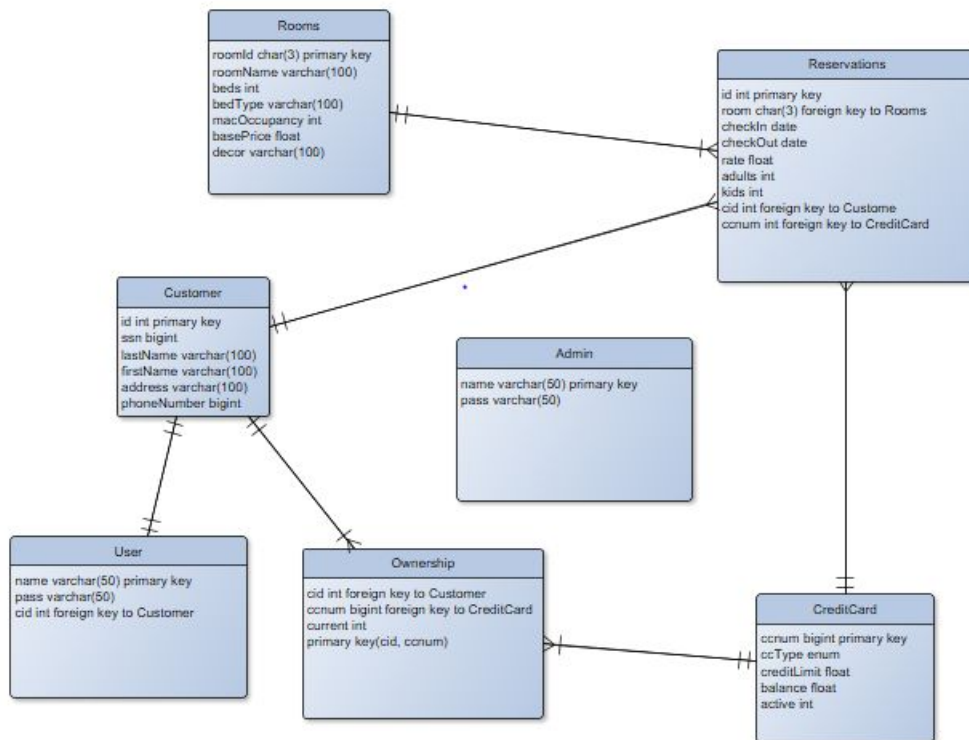 Rooms
roomId char(3) primary key
roomName varchar(100)
beds int
bedType varchar(100)
macOccupancy int
basePrice float
decor varchar(100)
Reservations
id int primary key
room char(3) foreign key to Rooms
checkIn date
checkOut date
rate float
adults int
kids int
cid int foreign key to Custome
ccnum int foreign key to CreditCard
Customer
id int primary key
ssn bigint
lastName varchar(100)
firstName varchar(100)
address varchar(100)
phoneNumber bigint
Admin
name varchar(50) primary key
pass varchar(50)
User
name varchar(50) primary key
pass varchar(50)
cid int foreign key to Customer
Ownership
cid int foreign key to Customer
ccnum bigint foreign key to CreditCard
current int
primary key(cid, ccnum)
CreditCard
ccnum bigint primary key
ccType enum
creditLimit float
balance float
active int